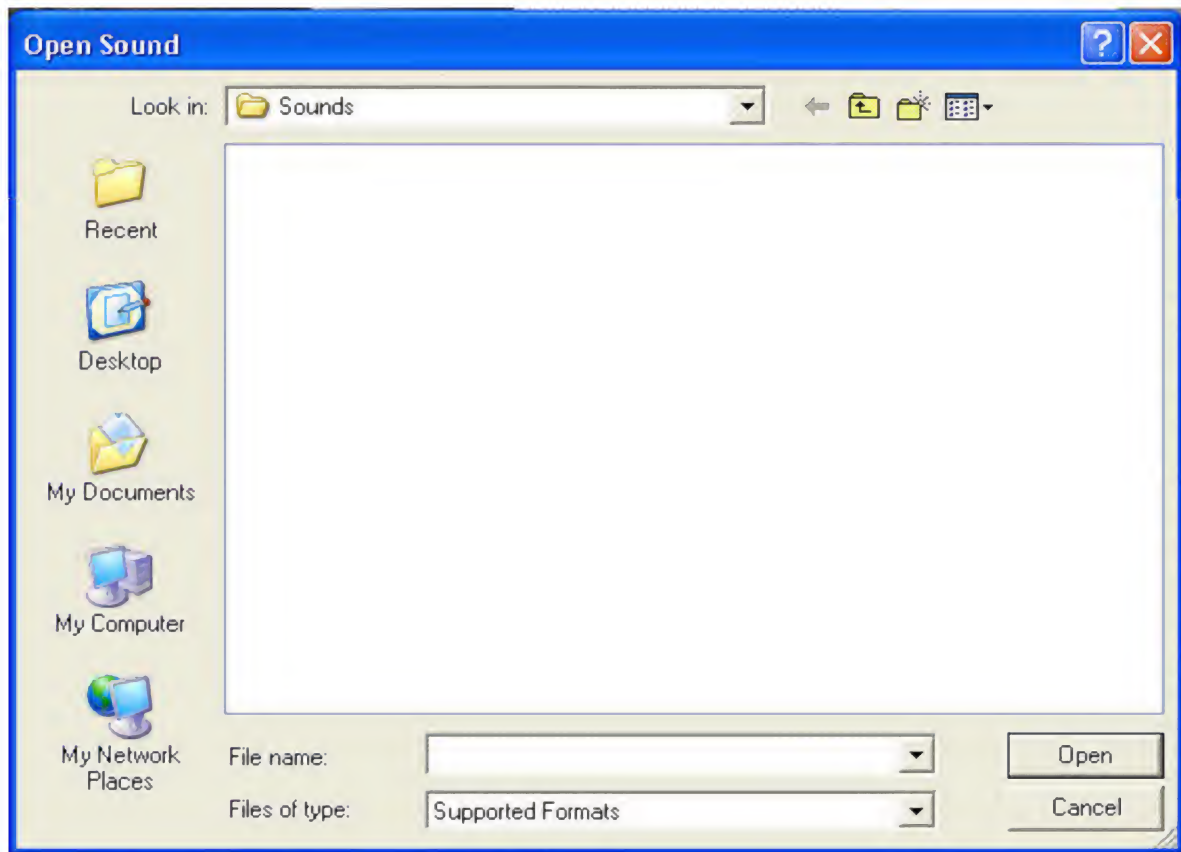 Open Sound
Look in: Sounds
Recent
Desktop
My Documents
My Computer
My Network
Places
File name:
Open
Files of type: Supported Formats
Cancel